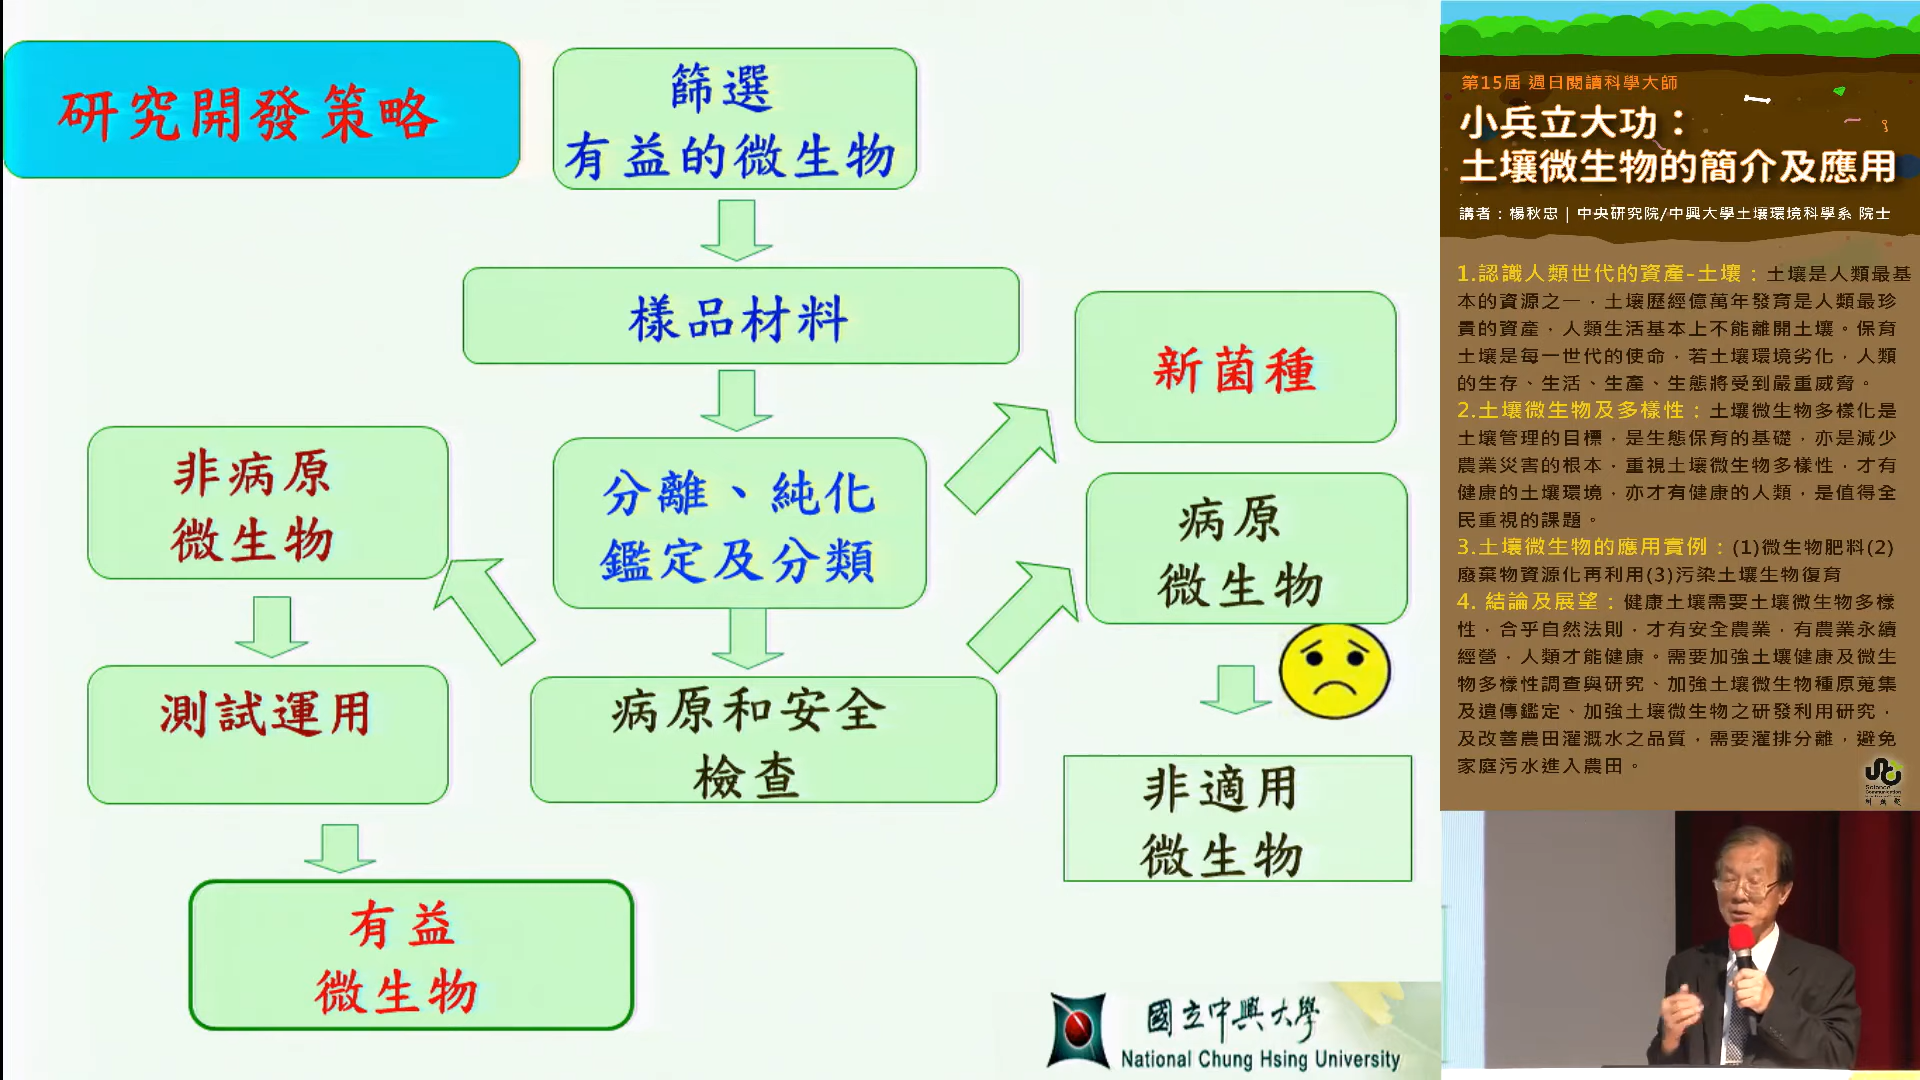 研究開發策略
篩選
有益的微生物
樣品材料
新菌種
非病原
微生物
分離、純化
鑑定及分類
病原
微生物
測試運用
病原和安全
檢查
非適用
微生物
有益
微生物
國立中興大學
National Chung Hsing University
第15屆 週日閱讀科學大師
小兵立大功：
土壤微生物的簡介及應用
講者：楊秋忠｜中央研究院/中興大學土壤環境科學系 院士
1.認識人類世代的資產-土壤：土壤是人類最基
本的資源之一，土壤歷經億萬年發育是人類最珍
貴的資產，人類生活基本上不能離開土壤。保育
土壤是每一世代的使命，若土壤環境劣化，人類
的生存、生活、生產、生態將受到嚴重威脅。
2.土壤微生物及多樣性：土壤微生物多樣化是
土壤管理的目標，是生態保育的基礎，亦是減少
農業災害的根本，重視土壤微生物多樣性，才有
健康的土壤環境，亦才有健康的人類，是值得全
民重視的課題。
3.土壤微生物的應用實例：(1)微生物肥料(2)
廢棄物資源化再利用(3)污染土壤生物復育
4. 結論及展望：健康土壤需要土壤微生物多樣
性，合乎自然法則，才有安全農業，有農業永續
經營，人類才能健康。需要加強土壤健康及微生
物多樣性調查與研究、加強土壤微生物種原蒐集
及遺傳鑑定、加強土壤微生物之研發利用研究，
及改善農田灌溉水之品質，需要灌排分離，避免
家庭污水進入農田。
Science
Communication